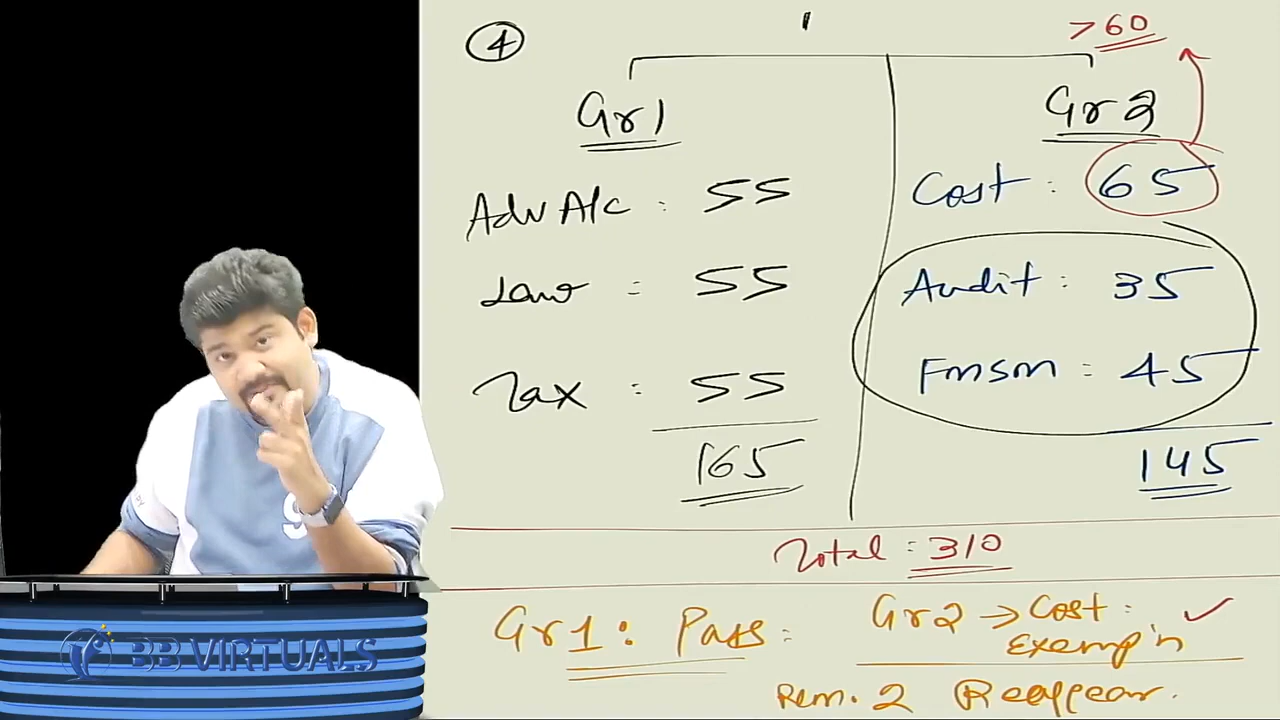 4
>60
Gr1
Gr2
Adv A/c : 55
Cost : 65
Law : 55
Audit : 35
Tax : 55
Fmsm : 45
165
145
Total : 310
Gr1 : Pass :
Gr2 → Cost : ✓
Exemp'n
Rem. 2 Reappear.
BB VIRTUALS
9